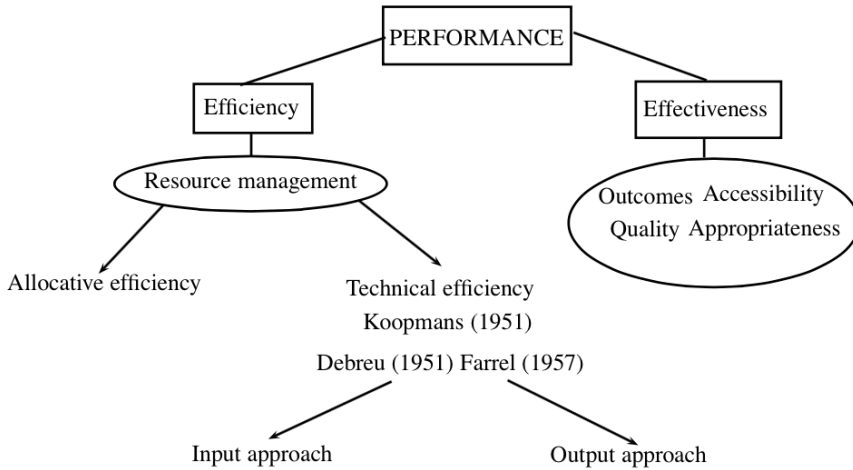 PERFORMANCE
Efficiency
Effectiveness
Resource management
Outcomes Accessibility
Quality Appropriateness
Allocative efficiency
Technical efficiency
Koopmans (1951)
Debreu (1951) Farrel (1957)
Input approach
Output approach